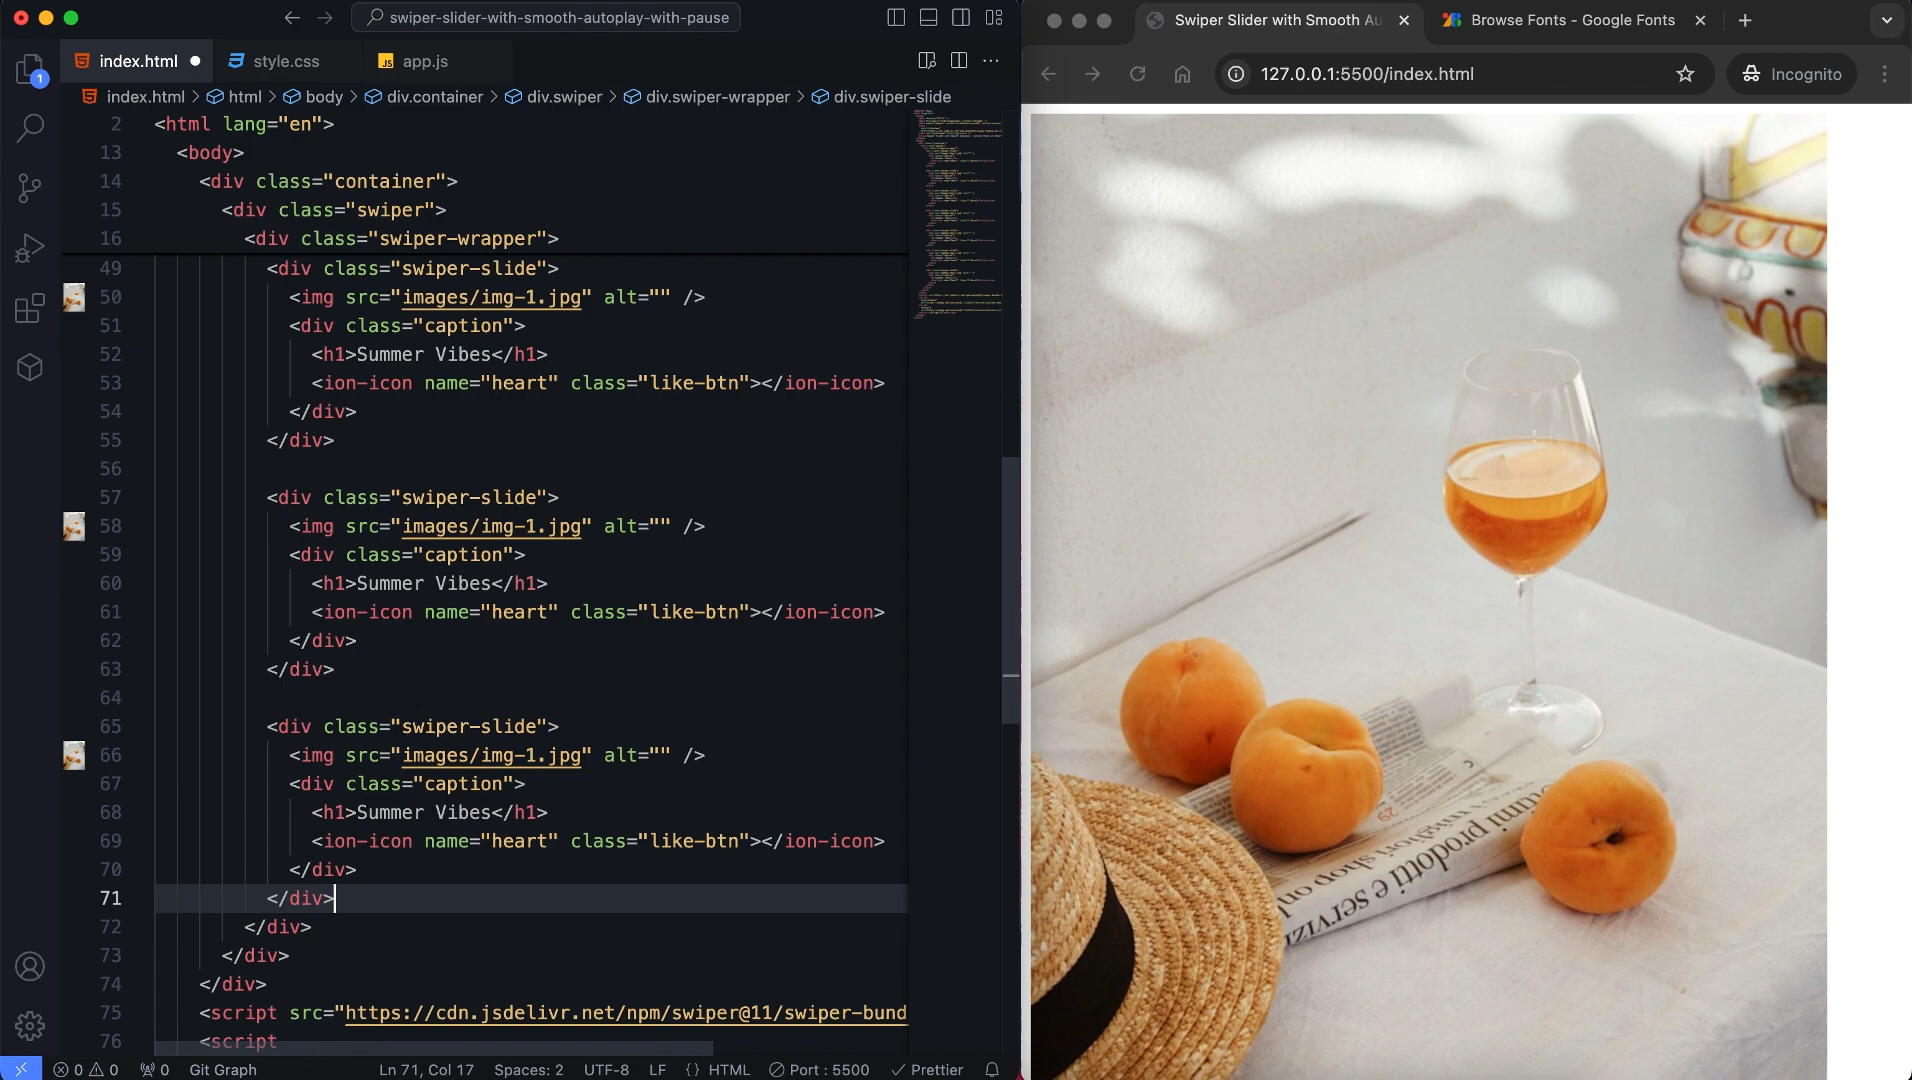 swiper-slider-with-smooth-autoplay-with-pause
index.html
style.css
JS app.js
index.html > html > body > div.container > div.swiper > div.swiper-wrapper > div.swiper-slide
1
2 <html lang="en">
13 <body>
14 <div class="container">
15 <div class="swiper">
16 <div class="swiper-wrapper">
49 <div class="swiper-slide">
50 <img src="images/img-1.jpg" alt="" />
51 <div class="caption">
52 <h1>Summer Vibes</h1>
53 <ion-icon name="heart" class="like-btn"></ion-icon>
54 </div>
55 </div>
56
57 <div class="swiper-slide">
58 <img src="images/img-1.jpg" alt="" />
59 <div class="caption">
60 <h1>Summer Vibes</h1>
61 <ion-icon name="heart" class="like-btn"></ion-icon>
62 </div>
63 </div>
64
65 <div class="swiper-slide">
66 <img src="images/img-1.jpg" alt="" />
67 <div class="caption">
68 <h1>Summer Vibes</h1>
69 <ion-icon name="heart" class="like-btn"></ion-icon>
70 </div>
71 </div>
72 </div>
73 </div>
74 </div>
75 <script src="https://cdn.jsdelivr.net/npm/swiper@11/swiper-bund
76 <script
0 0 0 Git Graph Ln 71, Col 17 Spaces: 2 UTF-8 LF {} HTML Port : 5500 Prettier
Swiper Slider with Smooth Au
Browse Fonts - Google Fonts
127.0.0.1:5500/index.html
Incognito
29
prodotti e servizi
migliori shop on